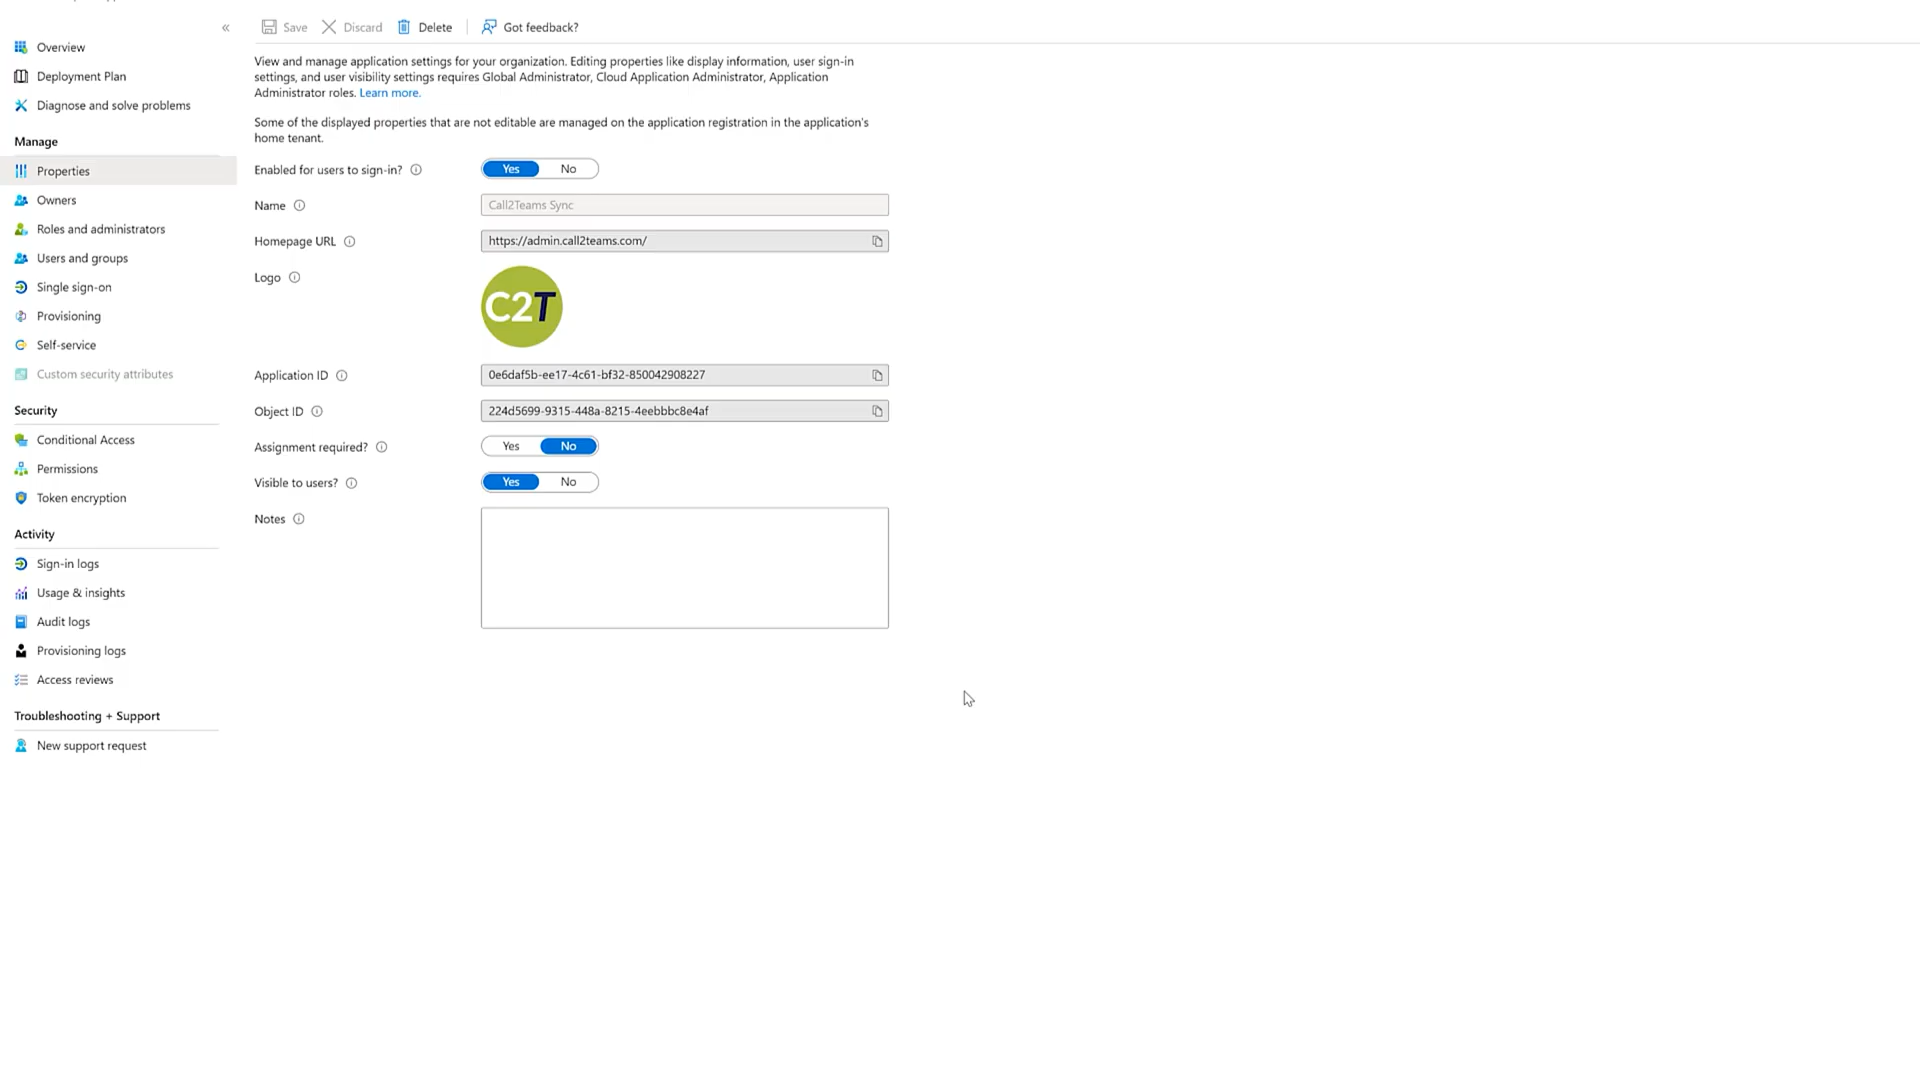 «
Overview
Deployment Plan
Diagnose and solve problems
Manage
Properties
Owners
Roles and administrators
Users and groups
Single sign-on
Provisioning
Self-service
Custom security attributes
Security
Conditional Access
Permissions
Token encryption
Activity
Sign-in logs
Usage & insights
Audit logs
Provisioning logs
Access reviews
Troubleshooting + Support
New support request
Save Discard Delete Got feedback?
View and manage application settings for your organization. Editing properties like display information, user sign-in
settings, and user visibility settings requires Global Administrator, Cloud Application Administrator, Application
Administrator roles. Learn more.
Some of the displayed properties that are not editable are managed on the application registration in the application's
home tenant.
Enabled for users to sign-in? Yes No
Name Call2Teams Sync
Homepage URL https://admin.call2teams.com/
Logo C2T
Application ID 0e6daf5b-ee17-4c61-bf32-850042908227
Object ID 224d5699-9315-448a-8215-4eebbbc8e4af
Assignment required? Yes No
Visible to users? Yes No
Notes